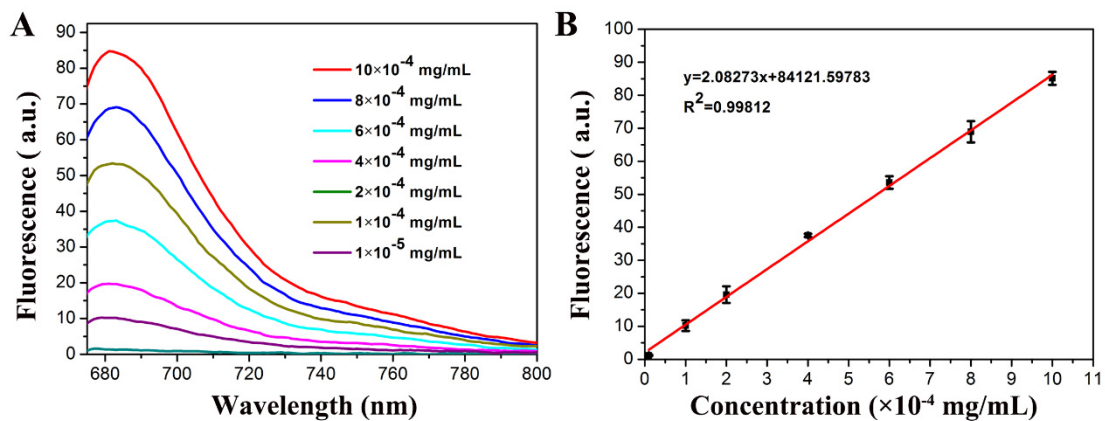 A
90
80
70
60
50
40
30
20
10
0
Fluorescence ( a.u.)
10×10⁻⁴ mg/mL
8×10⁻⁴ mg/mL
6×10⁻⁴ mg/mL
4×10⁻⁴ mg/mL
2×10⁻⁴ mg/mL
1×10⁻⁴ mg/mL
1×10⁻⁵ mg/mL
680 700 720 740 760 780 800
Wavelength (nm)
B
100
90
80
70
60
50
40
30
20
10
0
Fluorescence ( a.u.)
y=2.08273x+84121.59783
R²=0.99812
0 1 2 3 4 5 6 7 8 9 10 11
Concentration (×10⁻⁴ mg/mL)